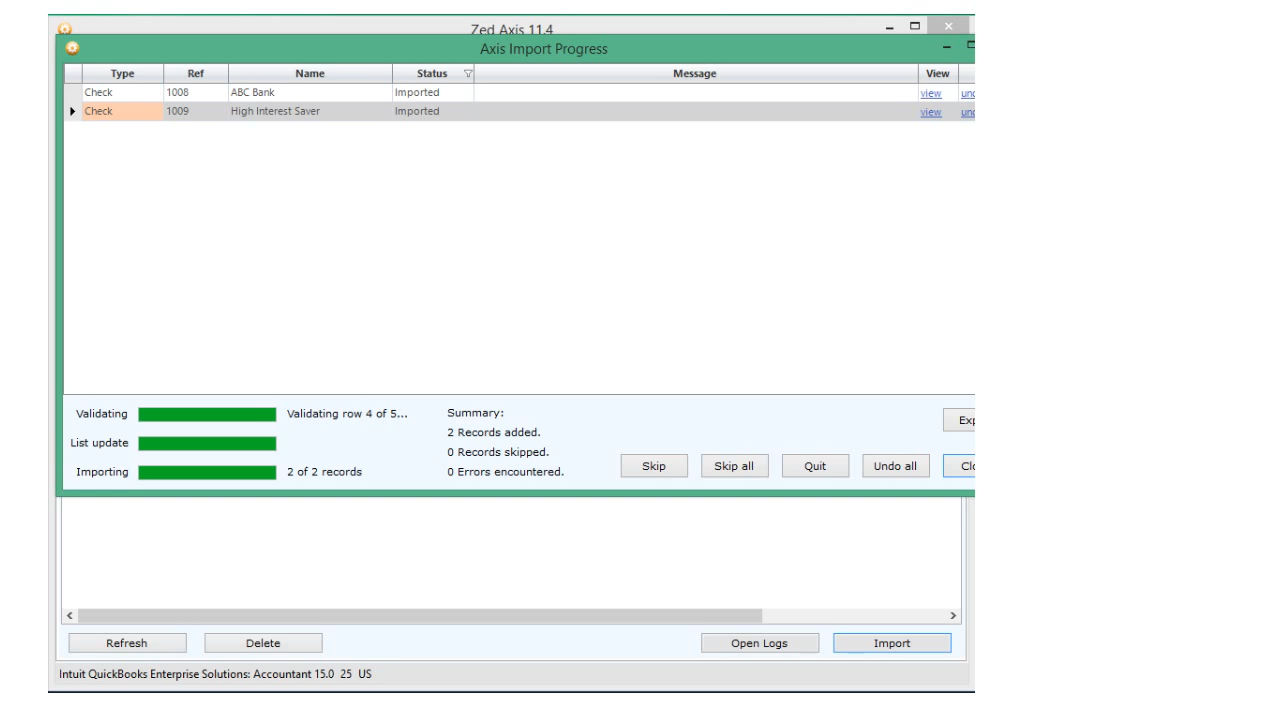 Zed Axis 11.4
Axis Import Progress
Type Ref Name Status Message View
Check 1008 ABC Bank Imported view
Check 1009 High Interest Saver Imported view
Validating Validating row 4 of 5... Summary:
2 Records added.
List update 0 Records skipped.
Importing 2 of 2 records 0 Errors encountered. Skip Skip all Quit Undo all
Refresh Delete Open Logs Import
Intuit QuickBooks Enterprise Solutions: Accountant 15.0 25 US